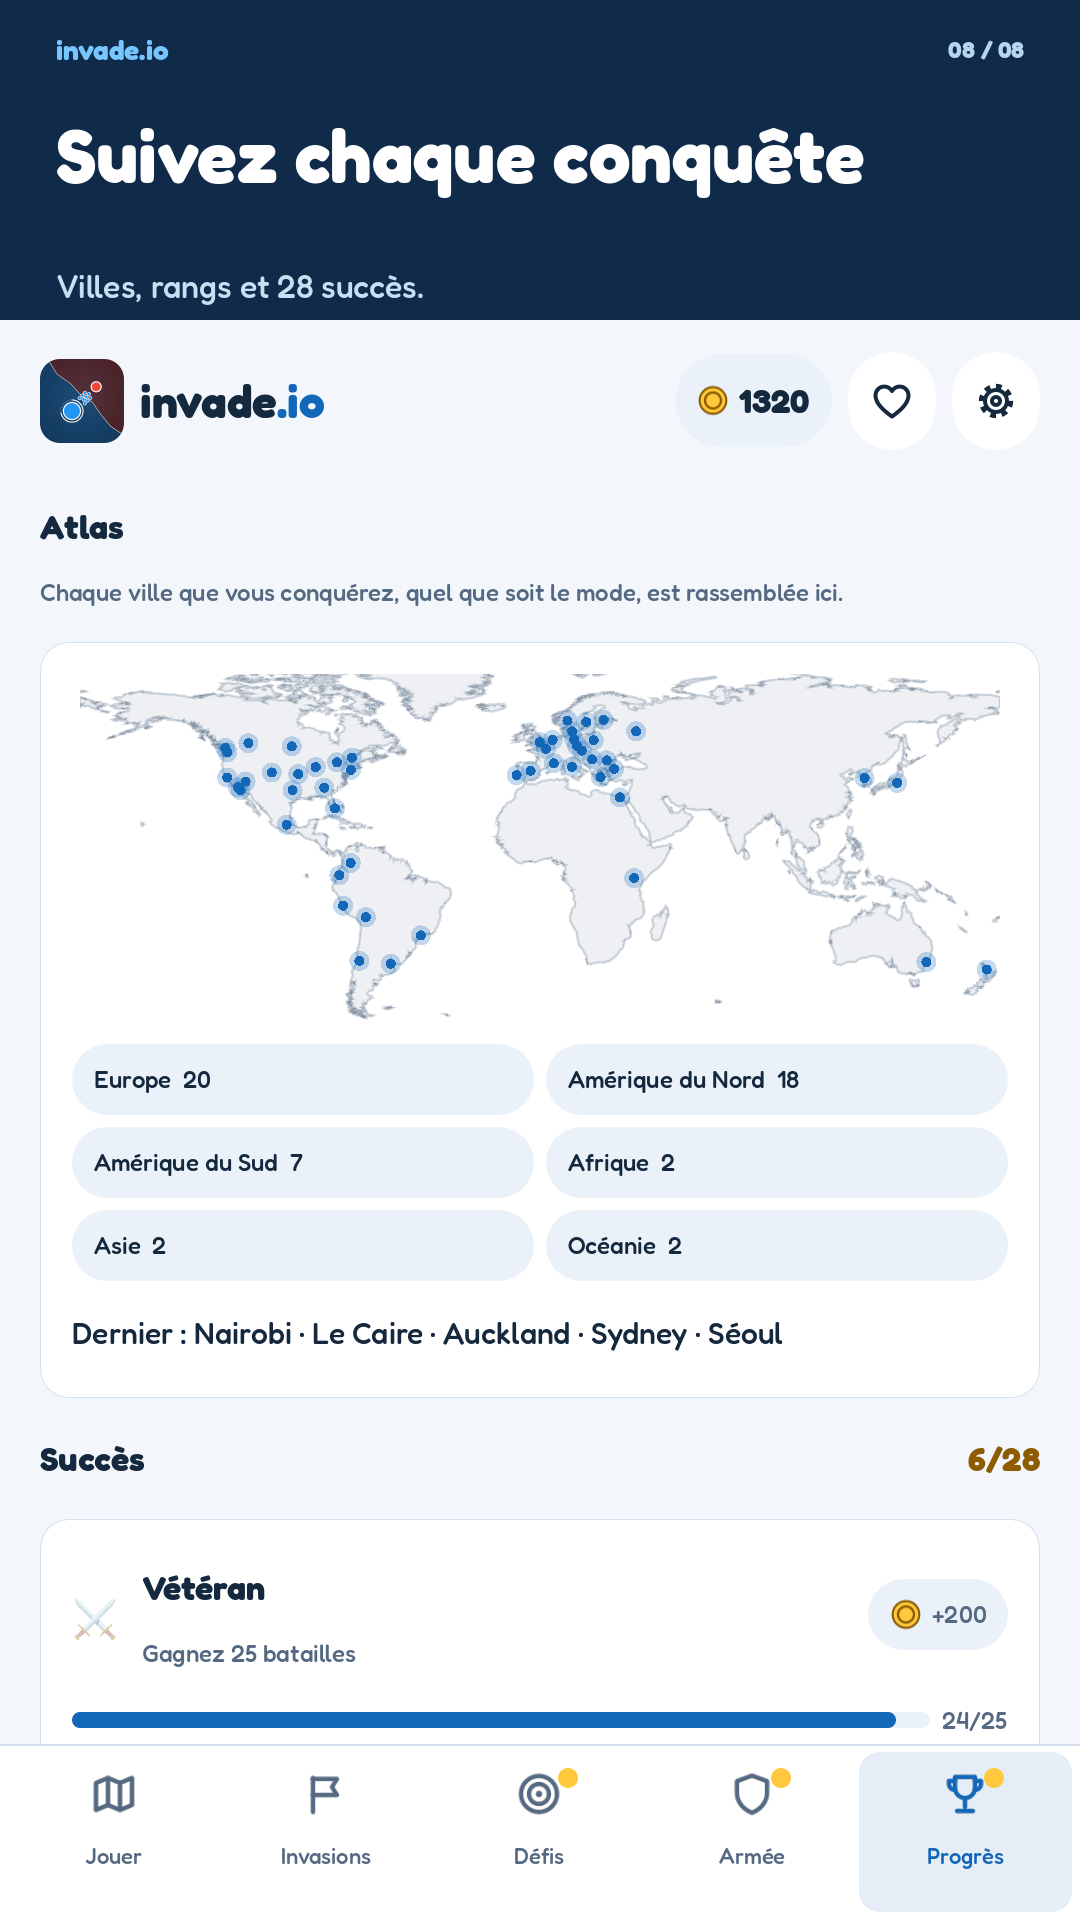 invade.io
08 / 08
Suivez chaque conquête
Villes, rangs et 28 succès.
invade.io
1320
Atlas
Chaque ville que vous conquérez, quel que soit le mode, est rassemblée ici.
Europe 20
Amérique du Nord 18
Amérique du Sud 7
Afrique 2
Asie 2
Océanie 2
Dernier : Nairobi · Le Caire · Auckland · Sydney · Séoul
Succès
6/28
Vétéran
Gagnez 25 batailles
+200
24/25
Jouer
Invasions
Défis
Armée
Progrès